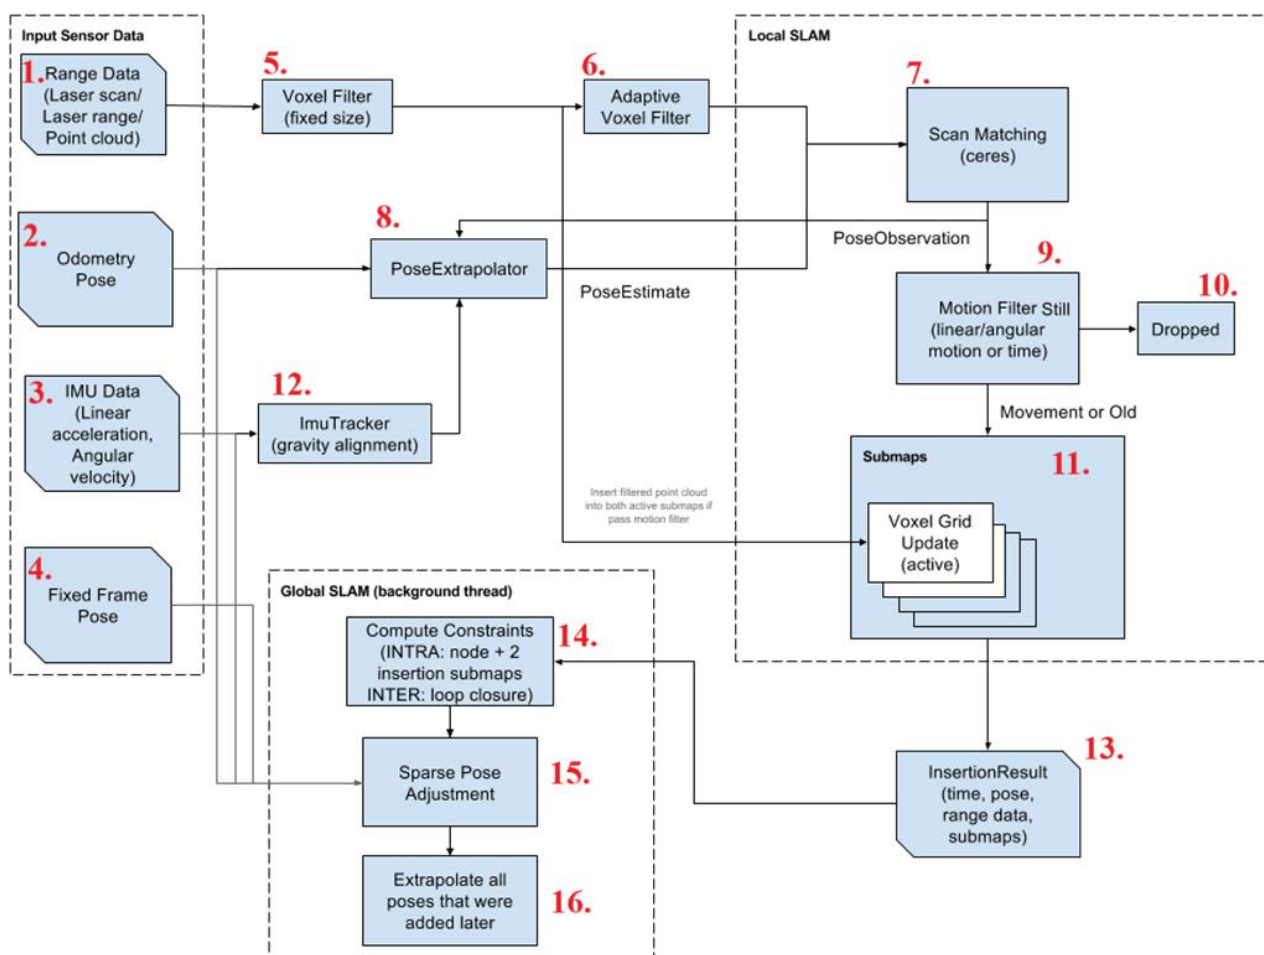 Input Sensor Data
1.
Range Data
(Laser scan/
Laser range/
Point cloud)
5.
Voxel Filter
(fixed size)
6.
Adaptive
Voxel Filter
Local SLAM
7.
Scan Matching
(ceres)
2.
Odometry
Pose
8.
PoseExtrapolator
PoseEstimate
PoseObservation
9.
Motion Filter Still
(linear/angular
motion or time)
10.
Dropped
3.
IMU Data
(Linear
acceleration,
Angular
velocity)
12.
ImuTracker
(gravity alignment)
Movement or Old
Submaps
11.
Voxel Grid
Update
(active)
Insert filtered point cloud
into both active submaps if
pass motion filter
4.
Fixed Frame
Pose
Global SLAM (background thread)
Compute Constraints
(INTRA: node + 2
insertion submaps
INTER: loop closure)
14.
Sparse Pose
Adjustment
15.
Extrapolate all
poses that were
added later
16.
13.
InsertionResult
(time, pose,
range data,
submaps)